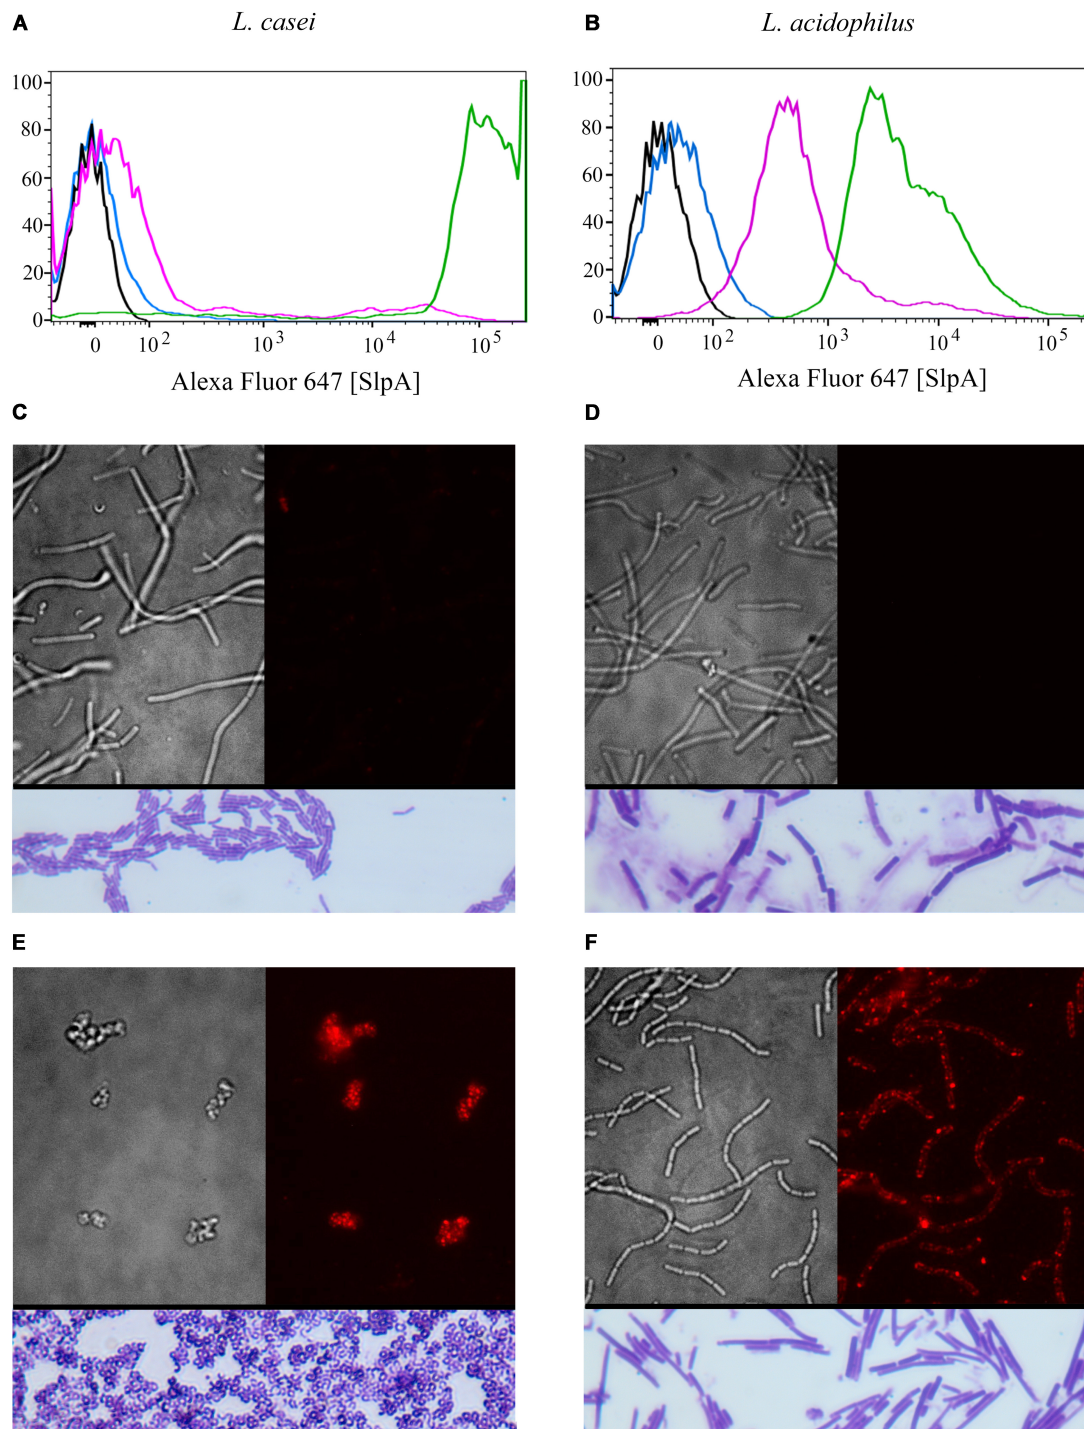 A L. casei B L. acidophilus
100 100
80 80
60 60
40 40
20 20
0 0
0 10² 10³ 10⁴ 10⁵ 0 10² 10³ 10⁴ 10⁵
Alexa Fluor 647 [SlpA] Alexa Fluor 647 [SlpA]
C D
E F